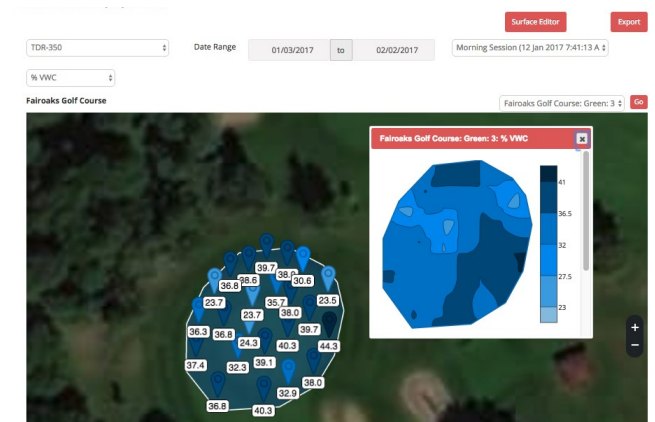 Surface Editor
Export
TDR-350
Date Range
01/03/2017
to
02/02/2017
Morning Session (12 Jan 2017 7:41:13 A
% VWC
Fairoaks Golf Course
Fairoaks Golf Course: Green: 3
Go
Fairoaks Golf Course: Green: 3: % VWC
41
36.5
32
27.5
23
39.7
38.6
30.6
36.8
23.7
35.7
23.5
23.7
38.0
36.3
36.8
39.7
24.3
40.3
44.3
37.4
32.3
39.1
38.0
32.9
36.8
40.3
+
−